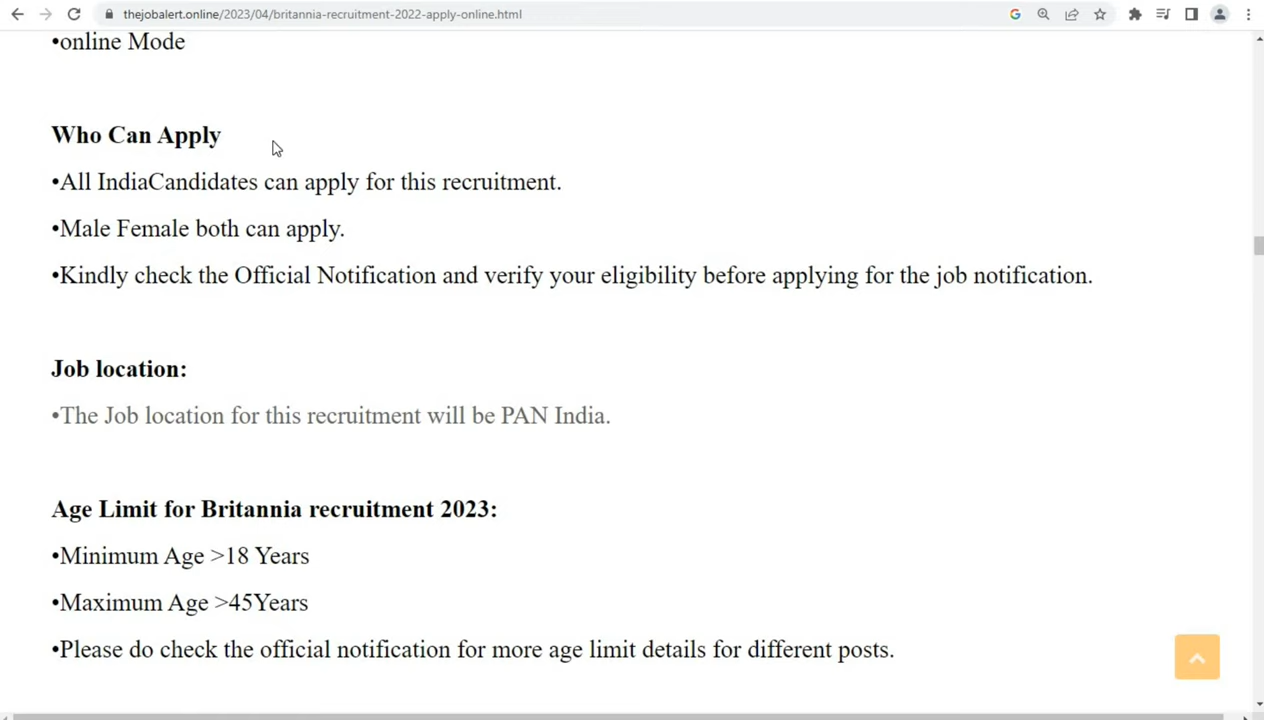 thejobalert.online/2023/04/britannia-recruitment-2022-apply-online.html
•online Mode
Who Can Apply
•All IndiaCandidates can apply for this recruitment.
•Male Female both can apply.
•Kindly check the Official Notification and verify your eligibility before applying for the job notification.
Job location:
•The Job location for this recruitment will be PAN India.
Age Limit for Britannia recruitment 2023:
•Minimum Age >18 Years
•Maximum Age >45Years
•Please do check the official notification for more age limit details for different posts.